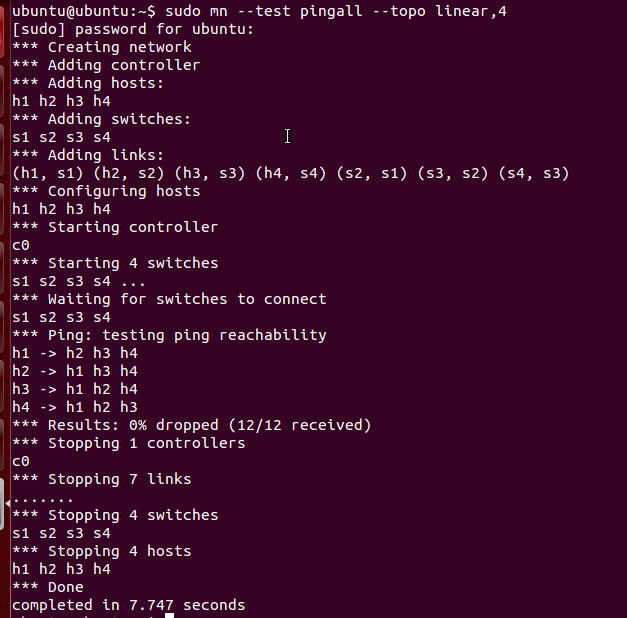 ubuntu@ubuntu:~$ sudo mn --test pingall --topo linear,4
[sudo] password for ubuntu:
*** Creating network
*** Adding controller
*** Adding hosts:
h1 h2 h3 h4
*** Adding switches:
s1 s2 s3 s4
*** Adding links:
(h1, s1) (h2, s2) (h3, s3) (h4, s4) (s2, s1) (s3, s2) (s4, s3)
*** Configuring hosts
h1 h2 h3 h4
*** Starting controller
c0
*** Starting 4 switches
s1 s2 s3 s4 ...
*** Waiting for switches to connect
s1 s2 s3 s4
*** Ping: testing ping reachability
h1 -> h2 h3 h4
h2 -> h1 h3 h4
h3 -> h1 h2 h4
h4 -> h1 h2 h3
*** Results: 0% dropped (12/12 received)
*** Stopping 1 controllers
c0
*** Stopping 7 links
.......
*** Stopping 4 switches
s1 s2 s3 s4
*** Stopping 4 hosts
h1 h2 h3 h4
*** Done
completed in 7.747 seconds